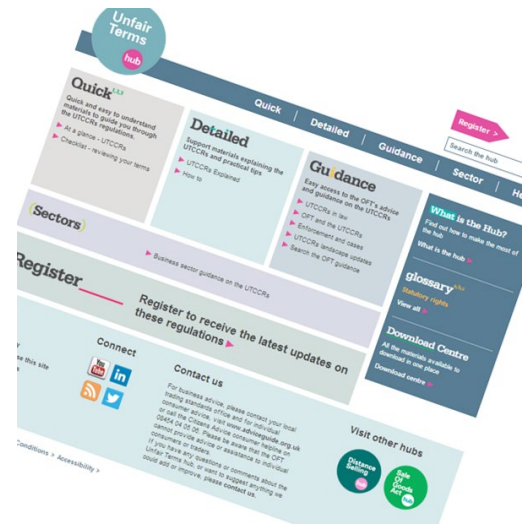 Unfair
Terms
hub
Quick | Detailed | Guidance | Sector |
Register >
Search the hub
Quick 1,2,3
Quick and easy to understand
materials to guide you through
the UTCCRs regulations.
At a glance - UTCCRs
Checklist - reviewing your terms
Detailed
Support materials explaining the
UTCCRs and practical tips
UTCCRs Explained
How to
Guidance
Easy access to the OFT's advice
and guidance on the UTCCRs
UTCCRs in law
OFT and the UTCCRs
Enforcement and cases
UTCCRs landscape updates
Search the OFT guidance
What is the Hub?
Find out how to make the most of
the hub
What is the hub
glossary
Statutory rights
View all
Download Centre
All the materials available to
download in one place
Download centre
(Sectors)
Business sector guidance on the UTCCRs
Register
Register to receive the latest updates on
these regulations
use this site
Connect
You
Tube
in
Contact us
For business advice, please contact your local
trading standards office and for individual
consumer advice, visit www.adviceguide.org.uk
or call the Citizens Advice consumer helpline on
08454 04 05 06. Please be aware that the OFT
cannot provide advice or assistance to individual
consumers or traders.
If you have any questions or comments about the
Unfair Terms hub, or want to suggest anything we
could add or improve, please contact us.
Visit other hubs
Distance
Selling
hub
Sale
Of
Goods
Act hub
Conditions > Accessibility >